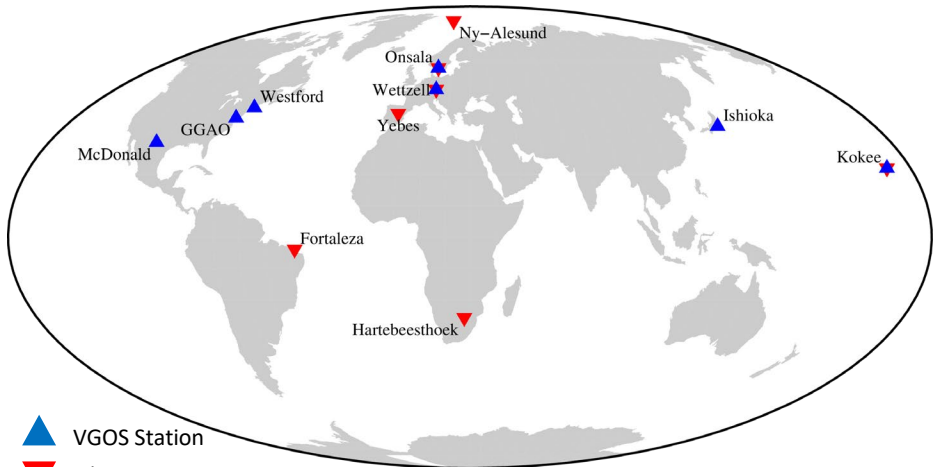 Ny−Alesund
Onsala
Wettzell
Westford
Yebes
GGAO
Ishioka
McDonald
Kokee
Fortaleza
Hartebeesthoek
VGOS Station